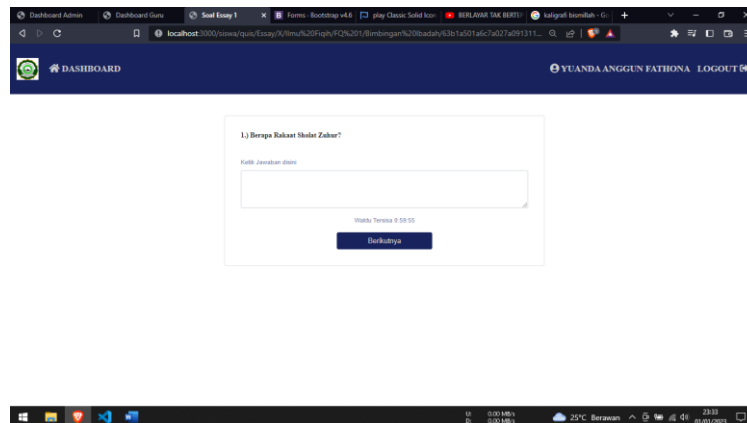 Dashboard Admin
Dashboard Guru
Soal Essay 1
Forms · Bootstrap v4.6
play Classic Solid Icon
BERLAYAR TAK BERTE
kaligrafi bismillah - G
localhost:3000/siswa/quis/Essay/X/Ilmu%20Fiqih/FQ%201/Bimbingan%20Ibadah/63b1a501a6c7a027a091311...
DASHBOARD
YUANDA ANGGUN FATHONA
LOGOUT
1.) Berapa Rakaat Sholat Zuhur?
Ketik Jawaban disini
Waktu Tersisa 0:59:55
Berikutnya
U: 0.00 MB/s
D: 0.00 MB/s
25°C Berawan
23:33
01/01/2023